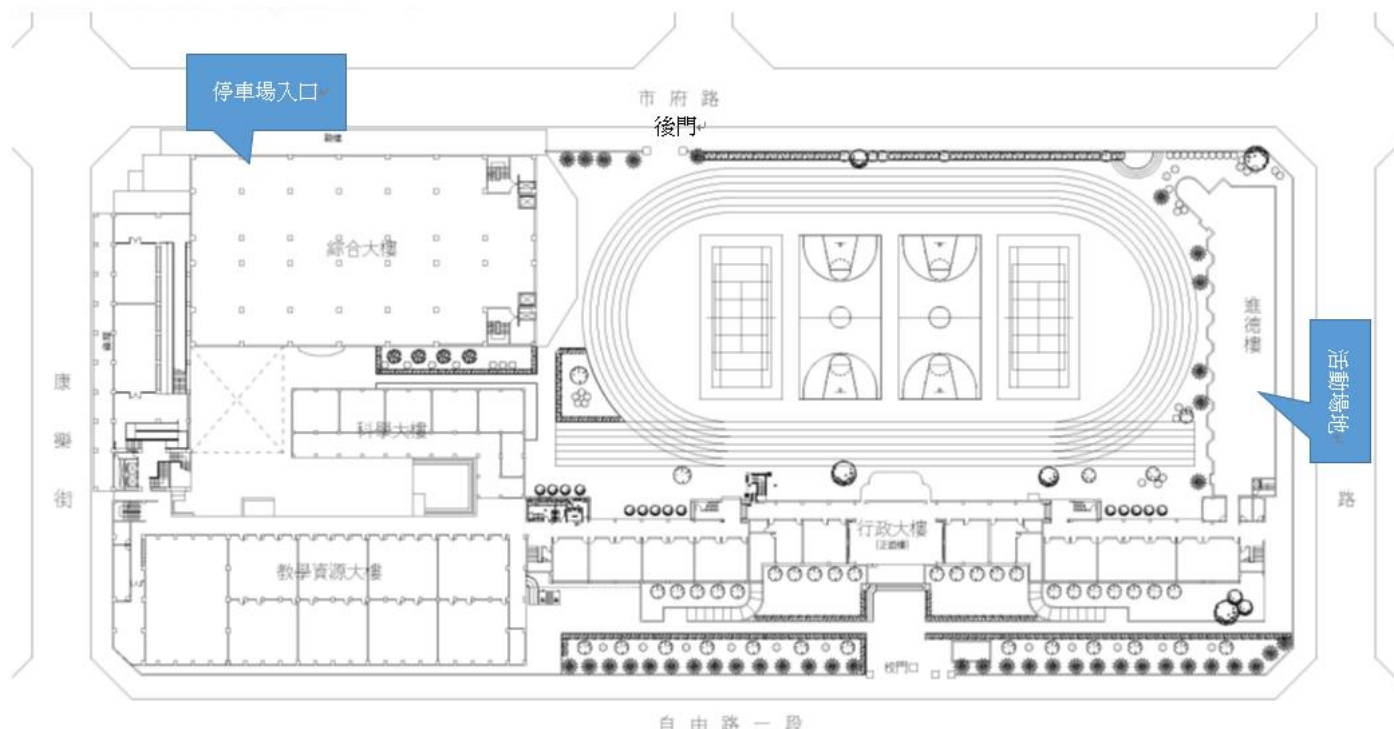 停車場入口
市府路
後門
綜合大樓
進德樓
活動場地
康樂街
科學大樓
路
行政大樓
教學資源大樓
校門口
自由路一段